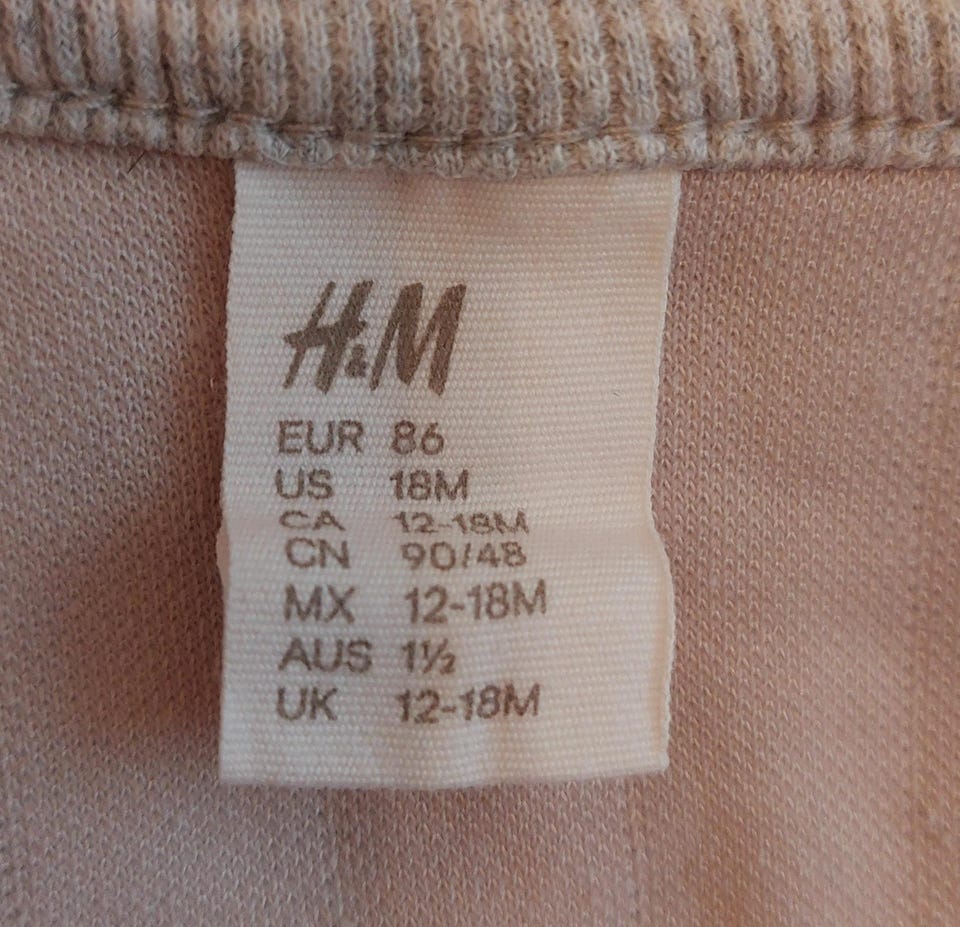 H&M
EUR 86
US 18M
CA 12-18M
CN 90/48
MX 12-18M
AUS 1½
UK 12-18M